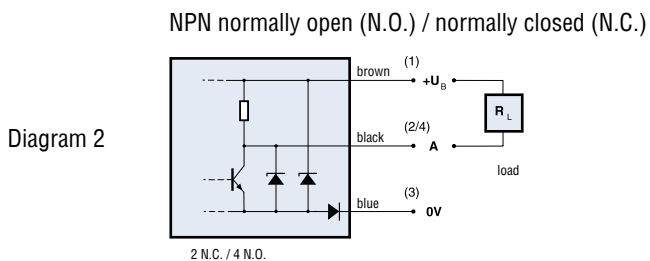 NPN normally open (N.O.) / normally closed (N.C.)
Diagram 2
brown
(1)
+UB
RL
black
(2/4)
A
load
blue
(3)
0V
2 N.C. / 4 N.O.